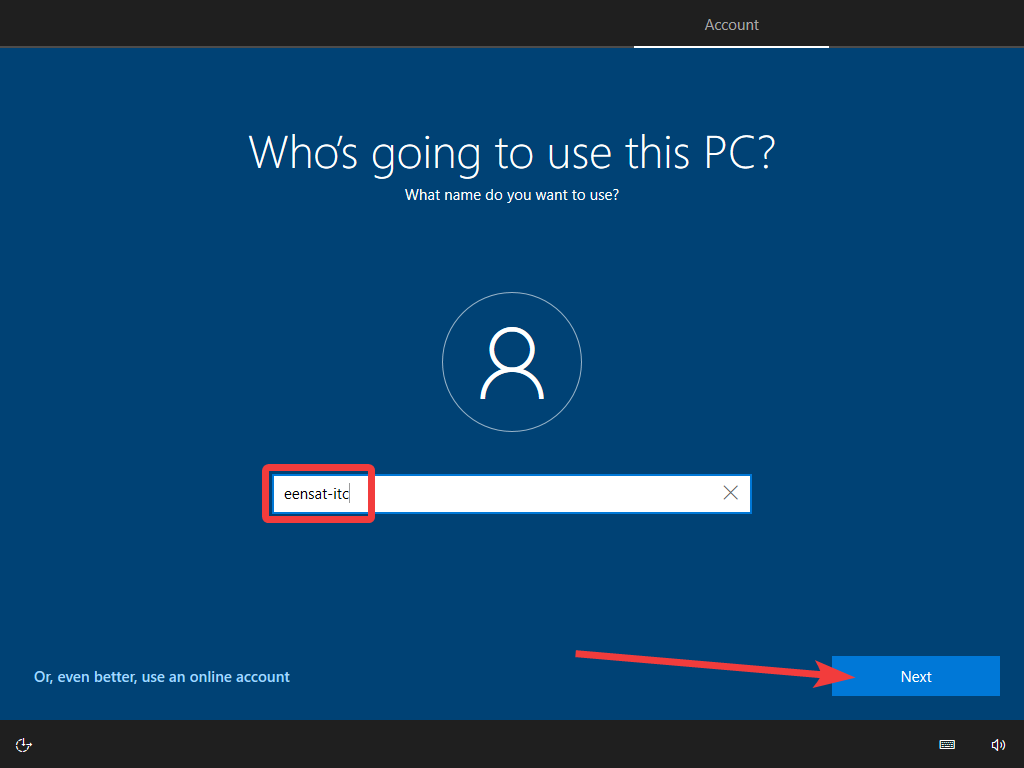 Account
Who's going to use this PC?
What name do you want to use?
eensat-itc
Or, even better, use an online account
Next